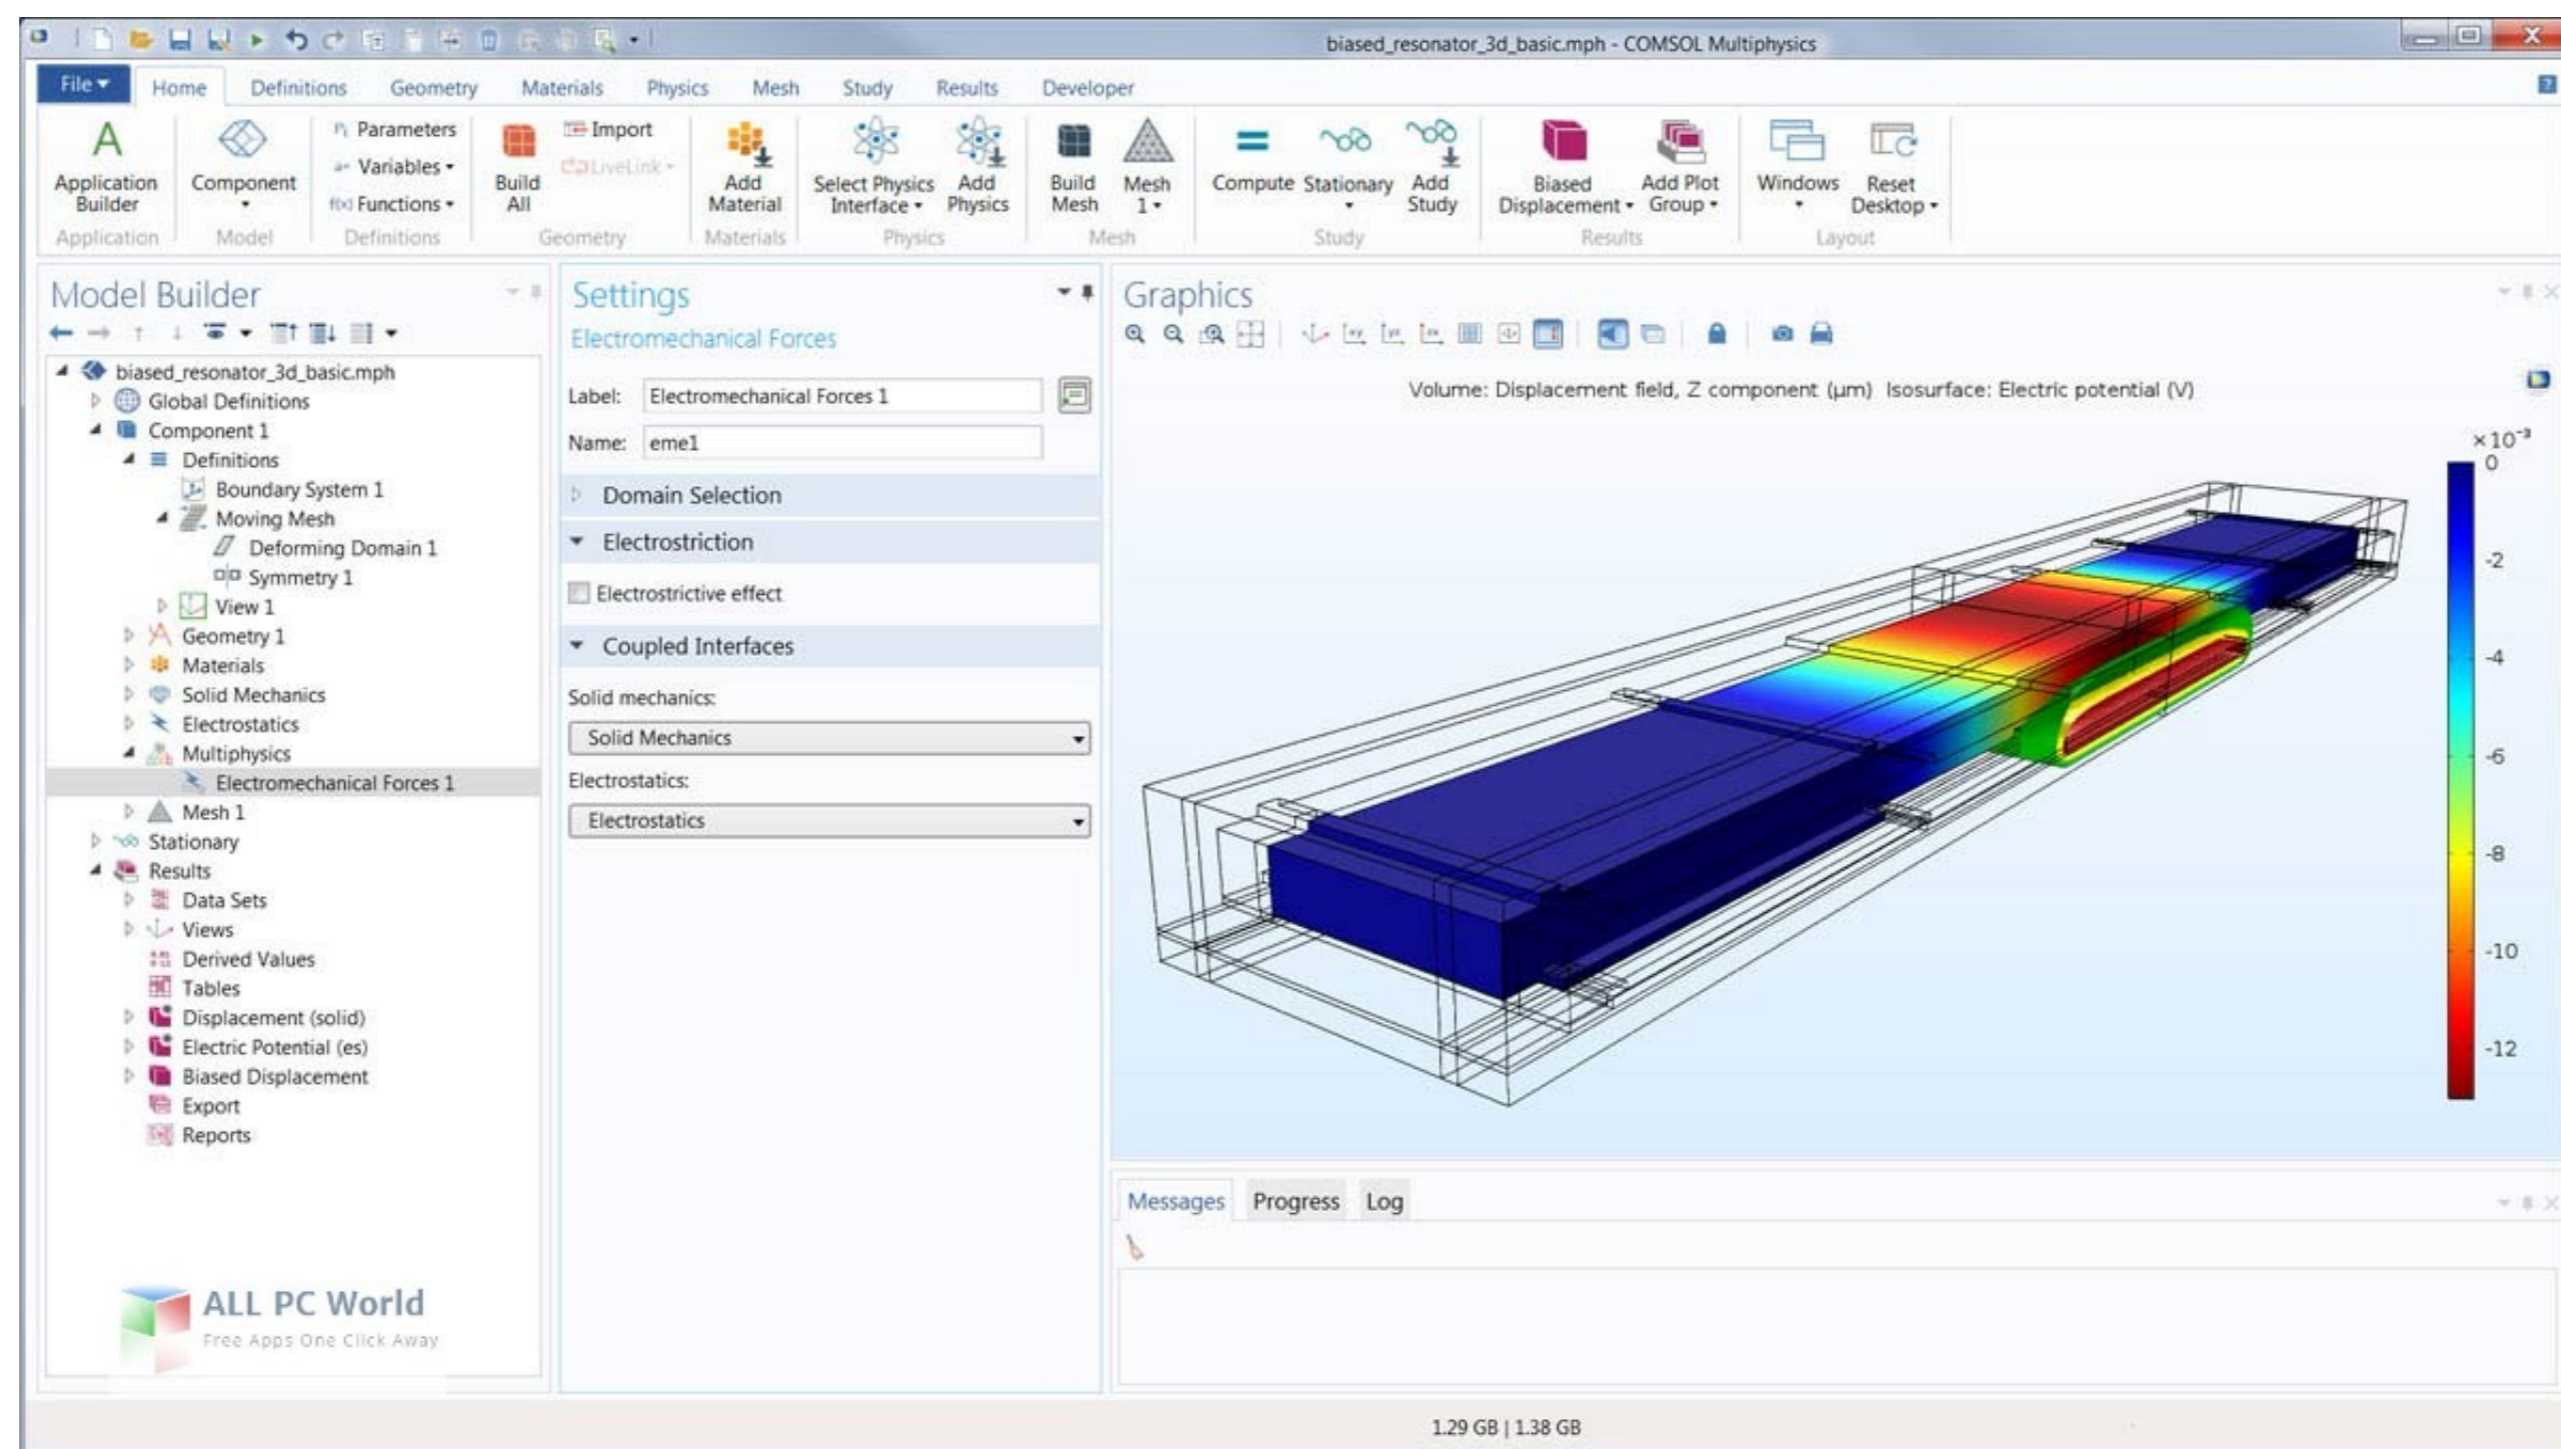 biased_resonator_3d_basic.mph - COMSOL Multiphysics
File Home Definitions Geometry Materials Physics Mesh Study Results Developer
Application Builder
Application
Component
Model
Parameters
Variables
Functions
Definitions
Build All
Import
LiveLink
Geometry
Add Material
Materials
Select Physics Interface
Add Physics
Physics
Build Mesh
Mesh 1
Mesh
Compute
Stationary
Add Study
Study
Biased Displacement
Add Plot Group
Results
Windows
Reset Desktop
Layout
Model Builder
biased_resonator_3d_basic.mph
Global Definitions
Component 1
Definitions
Boundary System 1
Moving Mesh
Deforming Domain 1
Symmetry 1
View 1
Geometry 1
Materials
Solid Mechanics
Electrostatics
Multiphysics
Electromechanical Forces 1
Mesh 1
Stationary
Results
Data Sets
Views
Derived Values
Tables
Displacement (solid)
Electric Potential (es)
Biased Displacement
Export
Reports
ALL PC World
Free Apps One Click Away
Settings
Electromechanical Forces
Label: Electromechanical Forces 1
Name: eme1
Domain Selection
Electrostriction
Electrostrictive effect
Coupled Interfaces
Solid mechanics:
Solid Mechanics
Electrostatics:
Electrostatics
Graphics
Volume: Displacement field, Z component (µm) Isosurface: Electric potential (V)
×10⁻³
0
-2
-4
-6
-8
-10
-12
Messages Progress Log
1.29 GB | 1.38 GB